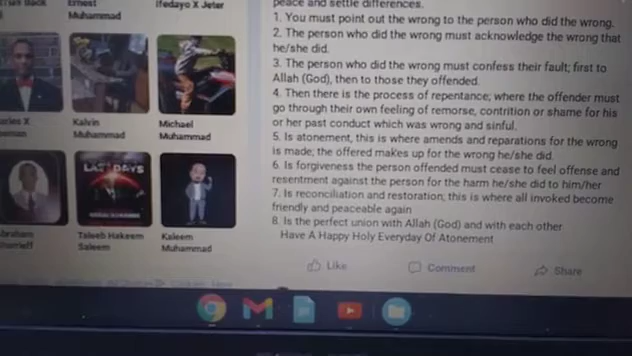 Ernest
Muhammad
Ifedayo X Jeter
Kalvin
Muhammad
Michael
Muhammad
LAST DAYS
Taleeb Hakeem
Saleem
Kaleem
Muhammad
peace and settle differences.
1. You must point out the wrong to the person who did the wrong.
2. The person who did the wrong must acknowledge the wrong that
he/she did.
3. The person who did the wrong must confess their fault; first to
Allah (God), then to those they offended.
4. Then there is the process of repentance; where the offender must
go through their own feeling of remorse, contrition or shame for his
or her past conduct which was wrong and sinful.
5. Is atonement, this is where amends and reparations for the wrong
is made, the offered makes up for the wrong he/she did.
6. Is forgiveness the person offended must cease to feel offense and
resentment against the person for the harm he/she did to him/her
7. Is reconciliation and restoration; this is where all invoked become
friendly and peaceable again
8. Is the perfect union with Allah (God) and with each other
Have A Happy Holy Everyday Of Atonement
Like
Comment
Share